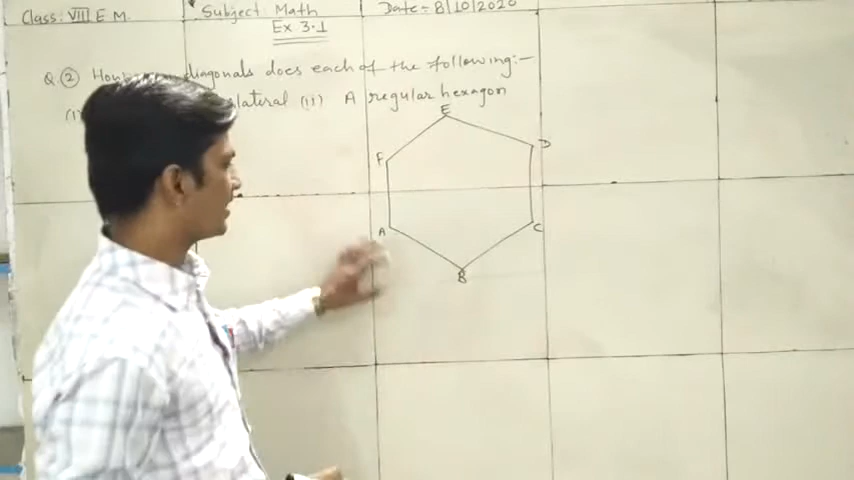 Class: VIII E M. Subject: Math Date:- 8/10/2020
Ex 3.1
Q ② How diagonals does each of the following:-
(i) lateral (ii) A regular hexagon
E
F D
A C
B